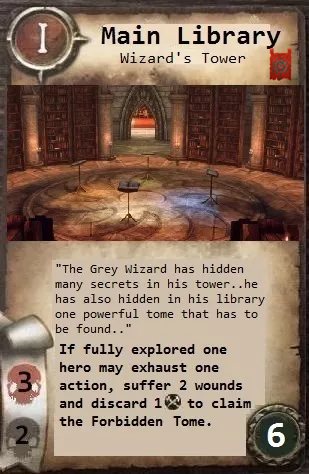 I
Main Library
Wizard's Tower
"The Grey Wizard has hidden
many secrets in his tower..he
has also hidden in his library
one powerful tome that has to
be found.."
If fully explored one
hero may exhaust one
action, suffer 2 wounds
and discard 1 to claim
the Forbidden Tome.
3
2
6